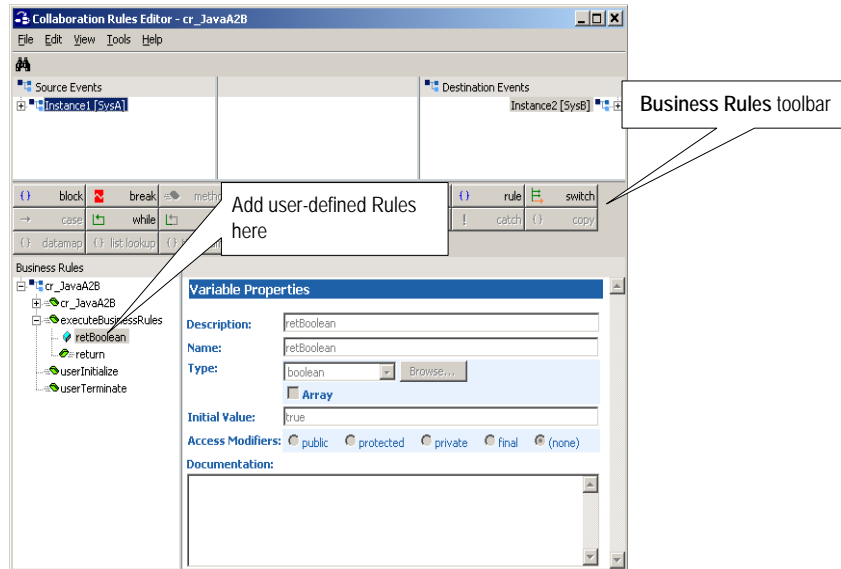 Collaboration Rules Editor - cr_JavaA2B
File Edit View Tools Help
Source Events
Destination Events
Instance1 [SysA]
Instance2 [SysB]
Business Rules toolbar
{} block break meth {} rule switch
case while ! catch {} copy
{} datamap {} list lookup {}
Add user-defined Rules
here
Business Rules
cr_JavaA2B
cr_JavaA2B
executeBusinessRules
retBoolean
return
userInitialize
userTerminate
Variable Properties
Description: retBoolean
Name: retBoolean
Type: boolean Browse...
Array
Initial Value: true
Access Modifiers: public protected private final (none)
Documentation: